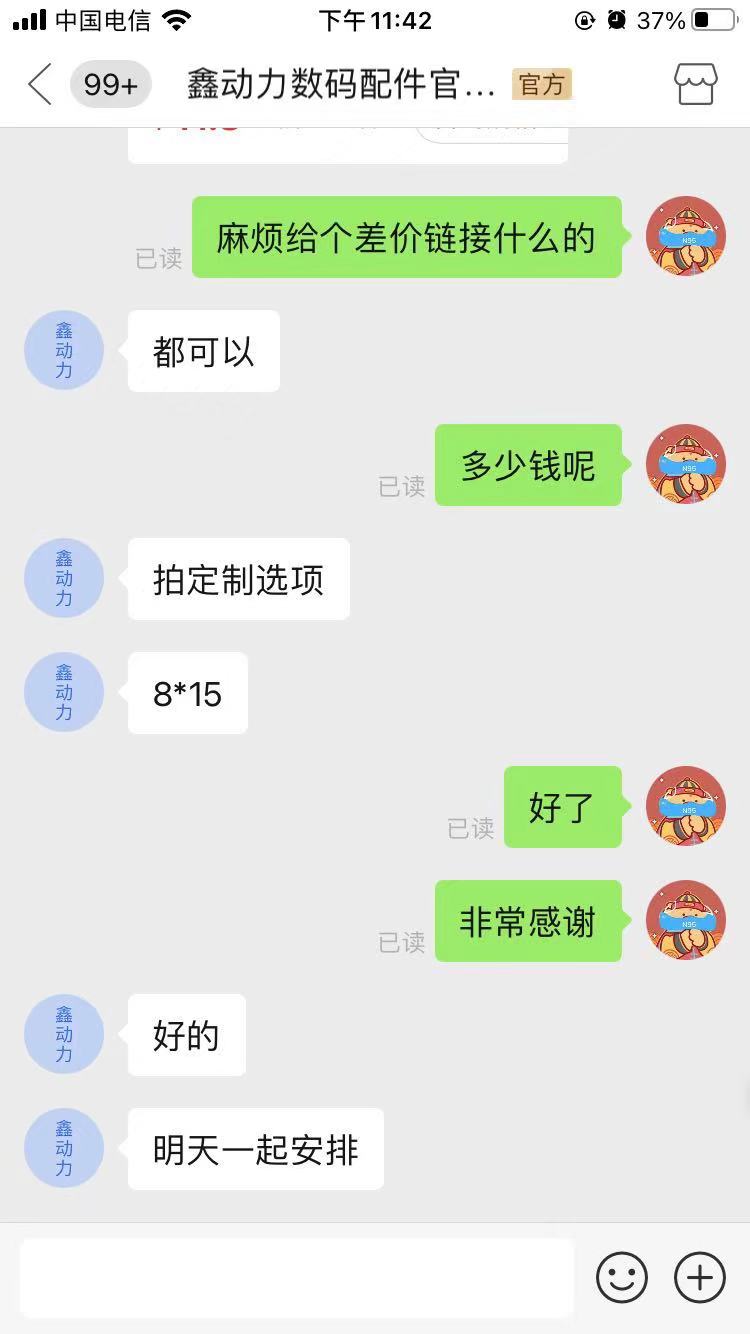 中国电信
下午11:42
37%
99+
鑫动力数码配件官...
官方
麻烦给个差价链接什么的
已读
鑫动力
都可以
多少钱呢
已读
鑫动力
拍定制选项
鑫动力
8*15
好了
已读
非常感谢
已读
鑫动力
好的
鑫动力
明天一起安排